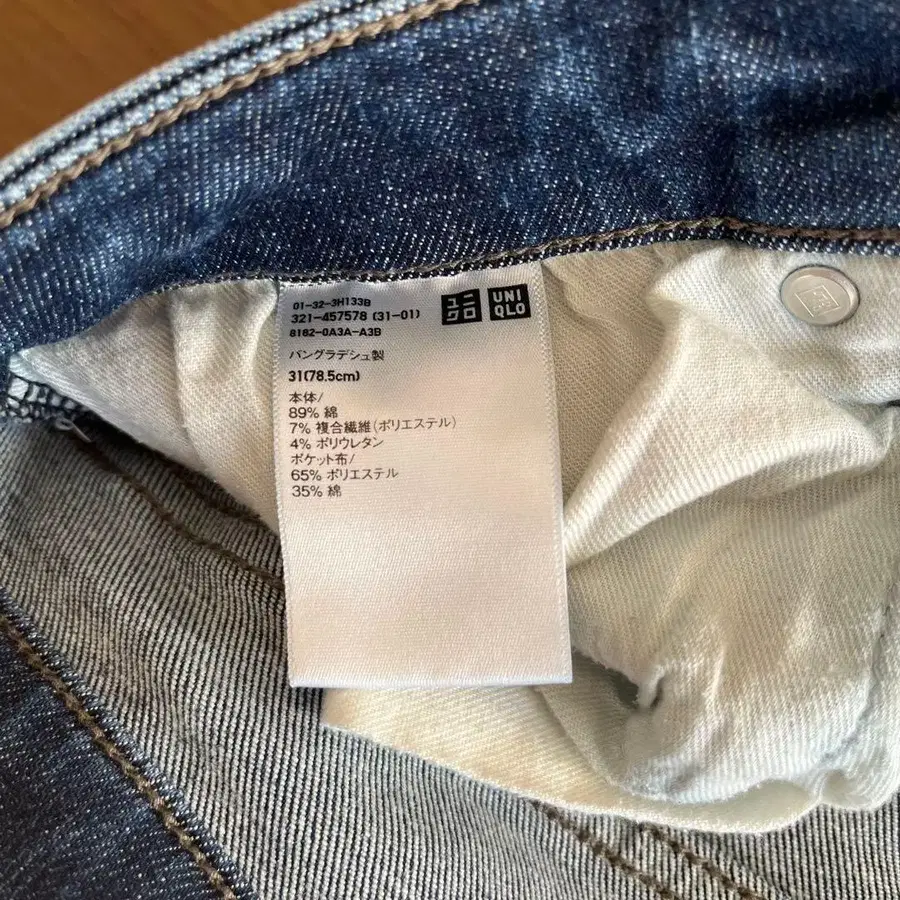 01-32-3H133B
321-457578 (31-01)
8182-0A3A-A3B
ユニ
クロ
UNI
QLO
バングラデシュ製
31(78.5cm)
本体/
89% 綿
7% 複合繊維(ポリエステル)
4% ポリウレタン
ポケット布/
65% ポリエステル
35% 綿